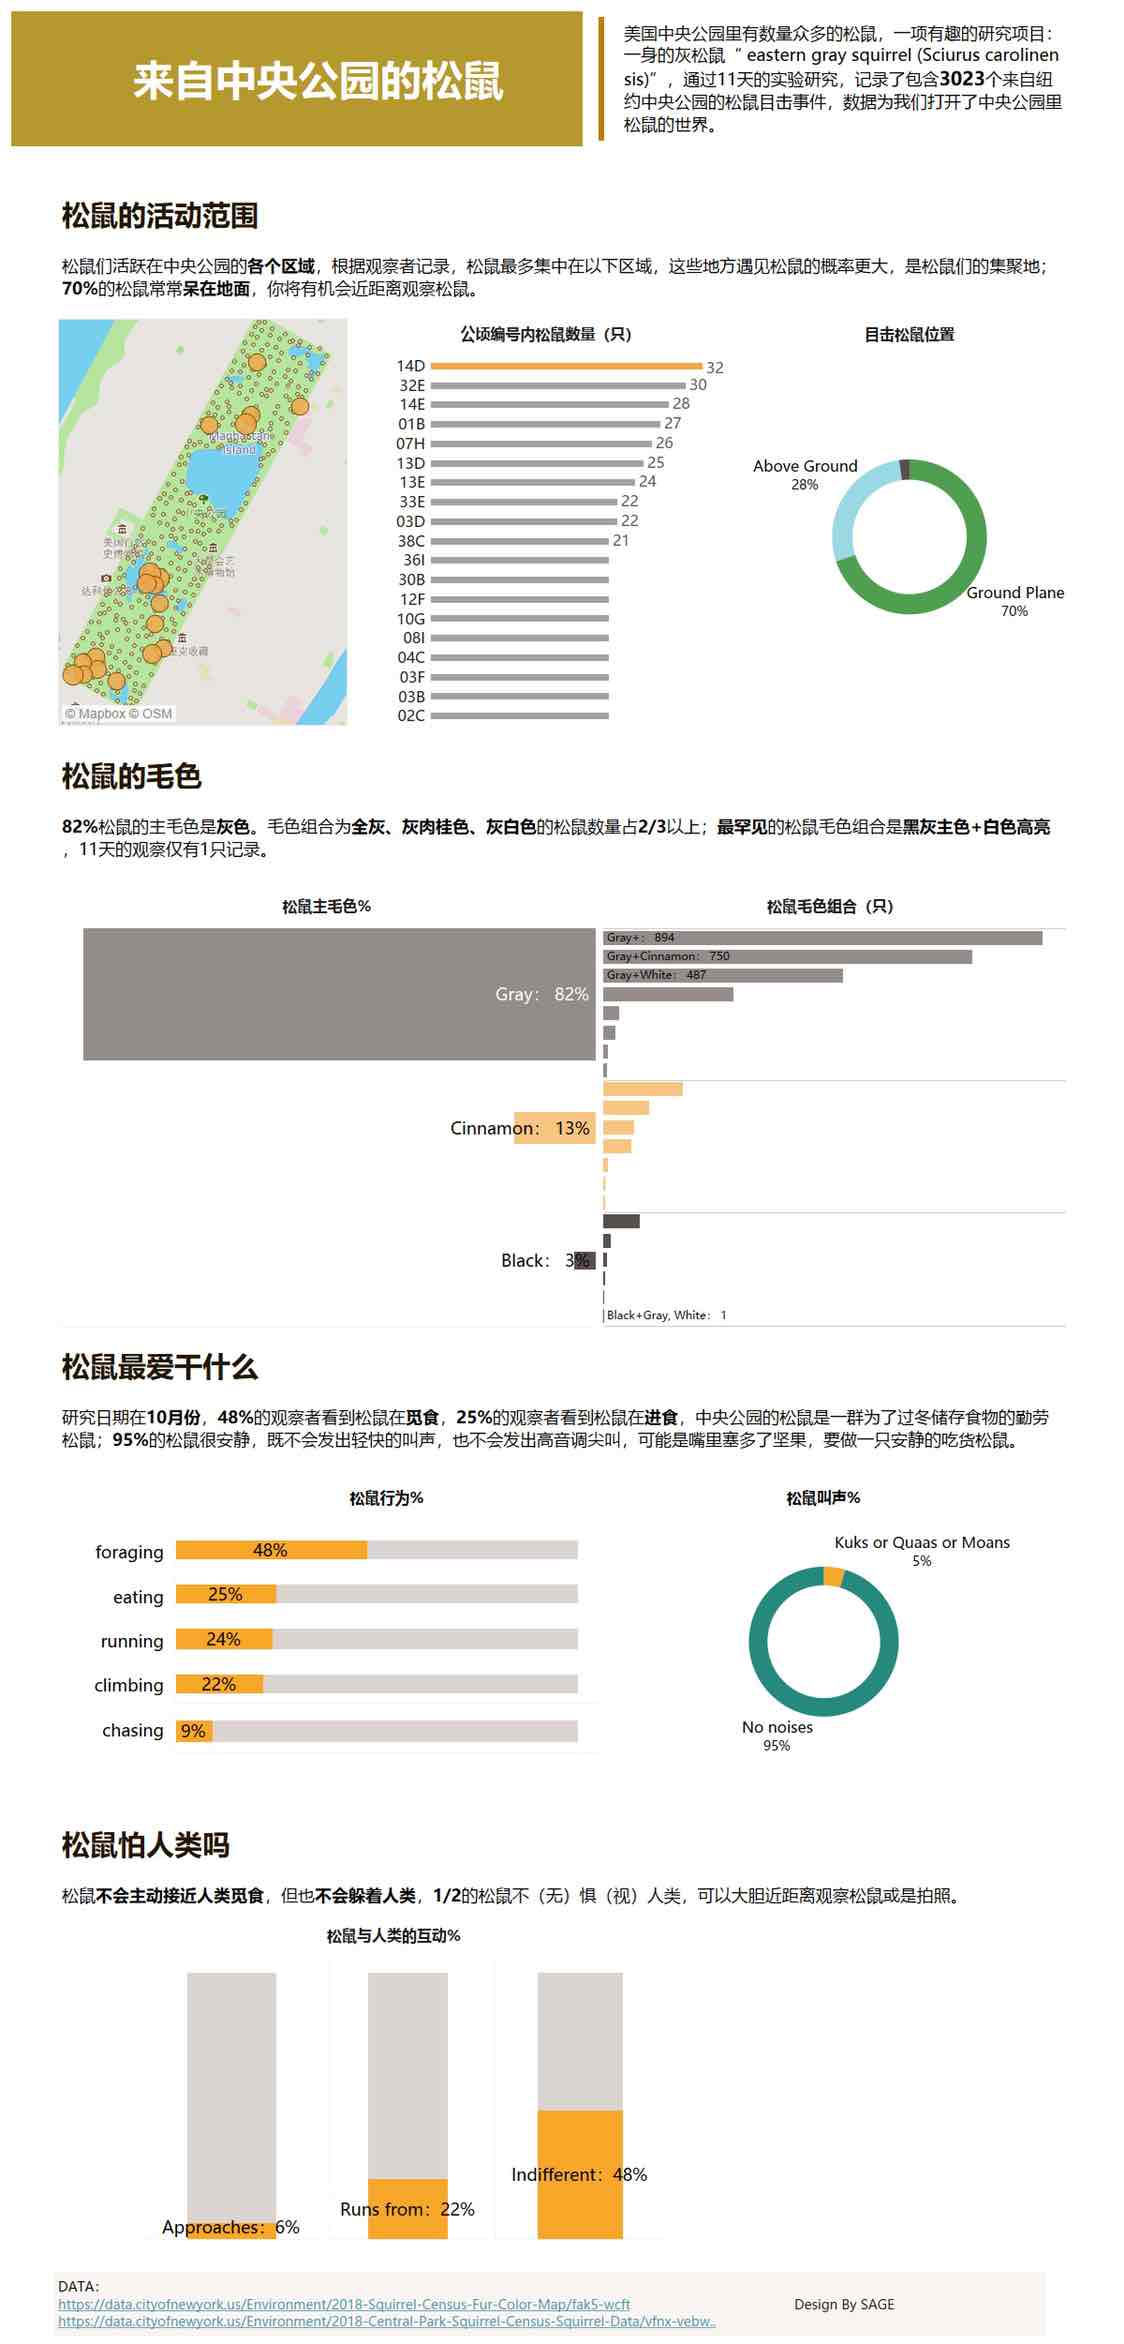 来自中央公园的松鼠
美国中央公园里有数量众多的松鼠，一项有趣的研究项目：
一身的灰松鼠“ eastern gray squirrel (Sciurus carolinen
sis)”，通过11天的实验研究，记录了包含3023个来自纽
约中央公园的松鼠目击事件，数据为我们打开了中央公园里
松鼠的世界。
松鼠的活动范围
松鼠们活跃在中央公园的各个区域，根据观察者记录，松鼠最多集中在以下区域，这些地方遇见松鼠的概率更大，是松鼠们的集聚地；
70%的松鼠常常呆在地面，你将有机会近距离观察松鼠。
Manhattan
Island
美国自然
史博物馆
© Mapbox © OSM
公顷编号内松鼠数量（只）
14D 32
32E 30
14E 28
01B 27
07H 26
13D 25
13E 24
33E 22
03D 22
38C 21
36I
30B
12F
10G
08I
04C
03F
03B
02C
目击松鼠位置
Above Ground
28%
Ground Plane
70%
松鼠的毛色
82%松鼠的主毛色是灰色。毛色组合为全灰、灰肉桂色、灰白色的松鼠数量占2/3以上；最罕见的松鼠毛色组合是黑灰主色+白色高亮
，11天的观察仅有1只记录。
松鼠主毛色%
Gray： 82%
Cinnamon： 13%
Black： 3%
松鼠毛色组合（只）
Gray+： 894
Gray+Cinnamon： 750
Gray+White： 487
Black+Gray, White： 1
松鼠最爱干什么
研究日期在10月份，48%的观察者看到松鼠在觅食，25%的观察者看到松鼠在进食，中央公园的松鼠是一群为了过冬储存食物的勤劳
松鼠；95%的松鼠很安静，既不会发出轻快的叫声，也不会发出高音调尖叫，可能是嘴里塞多了坚果，要做一只安静的吃货松鼠。
松鼠行为%
foraging 48%
eating 25%
running 24%
climbing 22%
chasing 9%
松鼠叫声%
Kuks or Quaas or Moans
5%
No noises
95%
松鼠怕人类吗
松鼠不会主动接近人类觅食，但也不会躲着人类，1/2的松鼠不（无）惧（视）人类，可以大胆近距离观察松鼠或是拍照。
松鼠与人类的互动%
Approaches：6%
Runs from：22%
Indifferent：48%
DATA：
https://data.cityofnewyork.us/Environment/2018-Squirrel-Census-Fur-Color-Map/fak5-wcft
https://data.cityofnewyork.us/Environment/2018-Central-Park-Squirrel-Census-Squirrel-Data/vfnx-vebw..
Design By SAGE